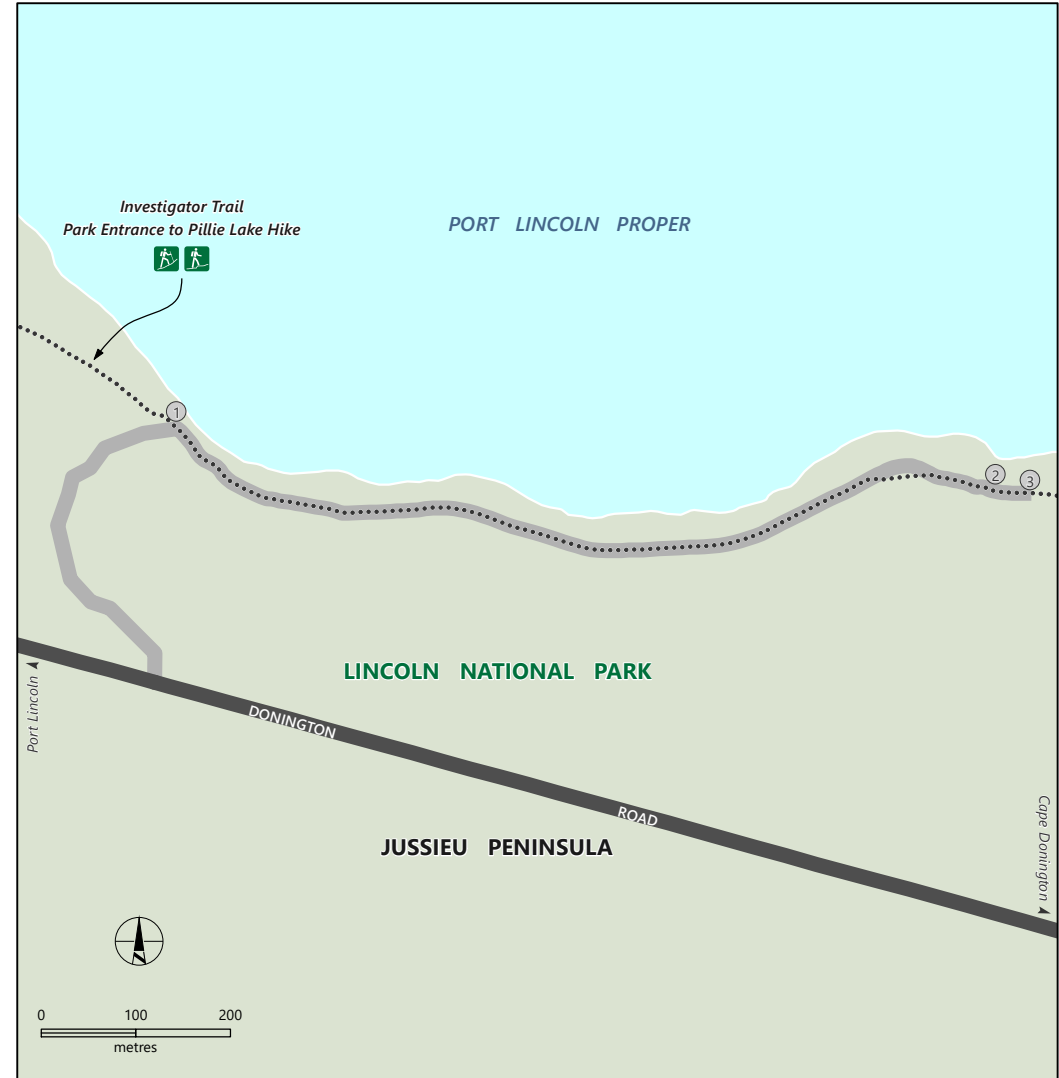 Investigator Trail
Park Entrance to Pillie Lake Hike
PORT LINCOLN PROPER
1
2
3
LINCOLN NATIONAL PARK
Port Lincoln
DONINGTON
ROAD
JUSSIEU PENINSULA
Cape Donington
0 100 200
metres